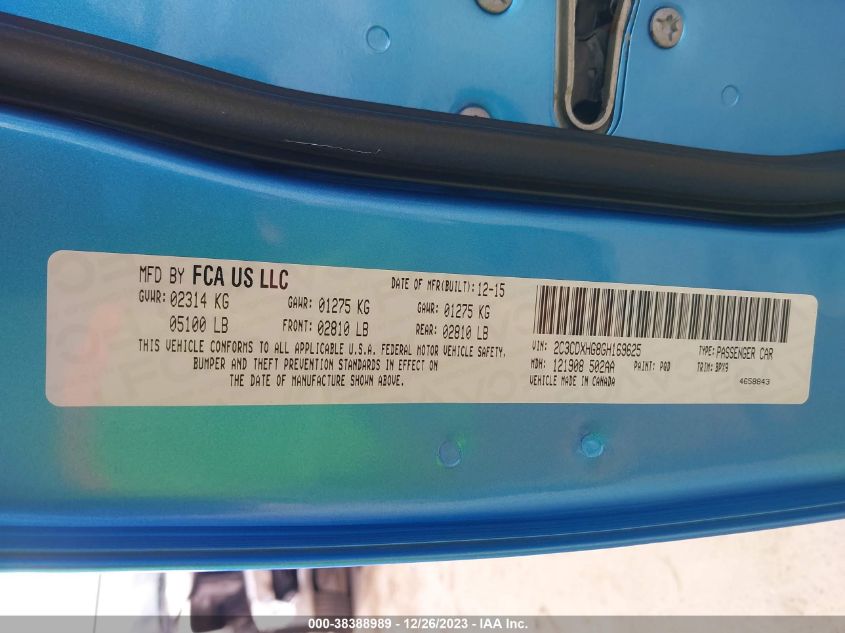 MFD BY FCA US LLC
DATE OF MFR(BUILT): 12-15
GVWR: 02314 KG
GAWR: 01275 KG
GAWR: 01275 KG
05100 LB
FRONT: 02810 LB
REAR: 02810 LB
THIS VEHICLE CONFORMS TO ALL APPLICABLE U.S.A. FEDERAL MOTOR VEHICLE SAFETY,
BUMPER AND THEFT PREVENTION STANDARDS IN EFFECT ON
THE DATE OF MANUFACTURE SHOWN ABOVE.
VIN: 2C3CDXHG8GH169625
TYPE: PASSENGER CAR
MDH: 121908 502AA
PAINT: PQD
TRIM: BPX9
VEHICLE MADE IN CANADA
4658843
000-38388989 - 12/26/2023 - IAA Inc.